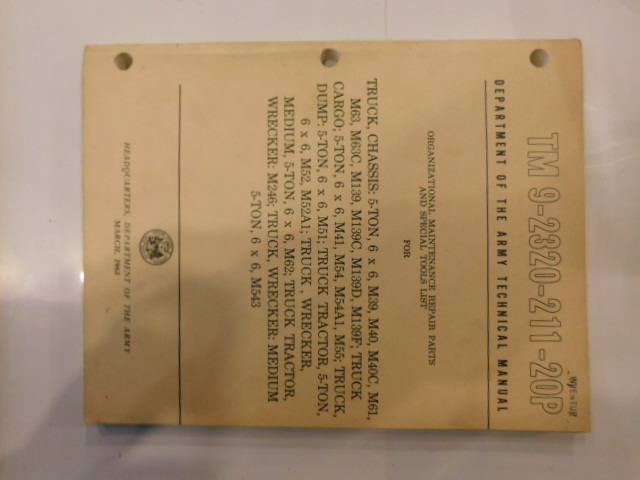 TM 9-2320-211-20P
DEPARTMENT OF THE ARMY TECHNICAL MANUAL
ORGANIZATIONAL MAINTENANCE REPAIR PARTS
AND SPECIAL TOOLS LIST
FOR
TRUCK, CHASSIS: 5-TON, 6 x 6, M39, M40, M40C, M61,
M63, M63C, M139, M139C, M139D, M139F; TRUCK
CARGO; 5-TON, 6 x 6, M41, M54, M54A1, M55; TRUCK,
DUMP: 5-TON, 6 x 6, M51; TRUCK TRACTOR, 5-TON,
6 x 6, M52, M52A1; TRUCK , WRECKER,
MEDIUM, 5-TON, 6 x 6, M62; TRUCK TRACTOR,
WRECKER: M246; TRUCK, WRECKER: MEDIUM
5-TON, 6 x 6, M543
HEADQUARTERS, DEPARTMENT OF THE ARMY
MARCH, 1963